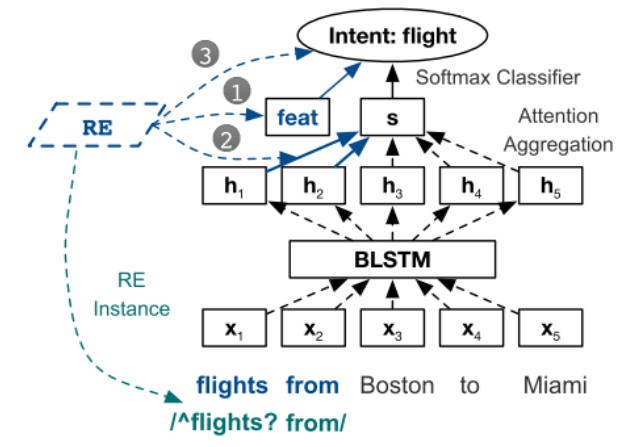 Intent: flight
3
Softmax Classifier
1
RE
feat
s
Attention
Aggregation
2
h1 h2 h3 h4 h5
BLSTM
RE
Instance
x1 x2 x3 x4 x5
flights from Boston to Miami
/^flights? from/